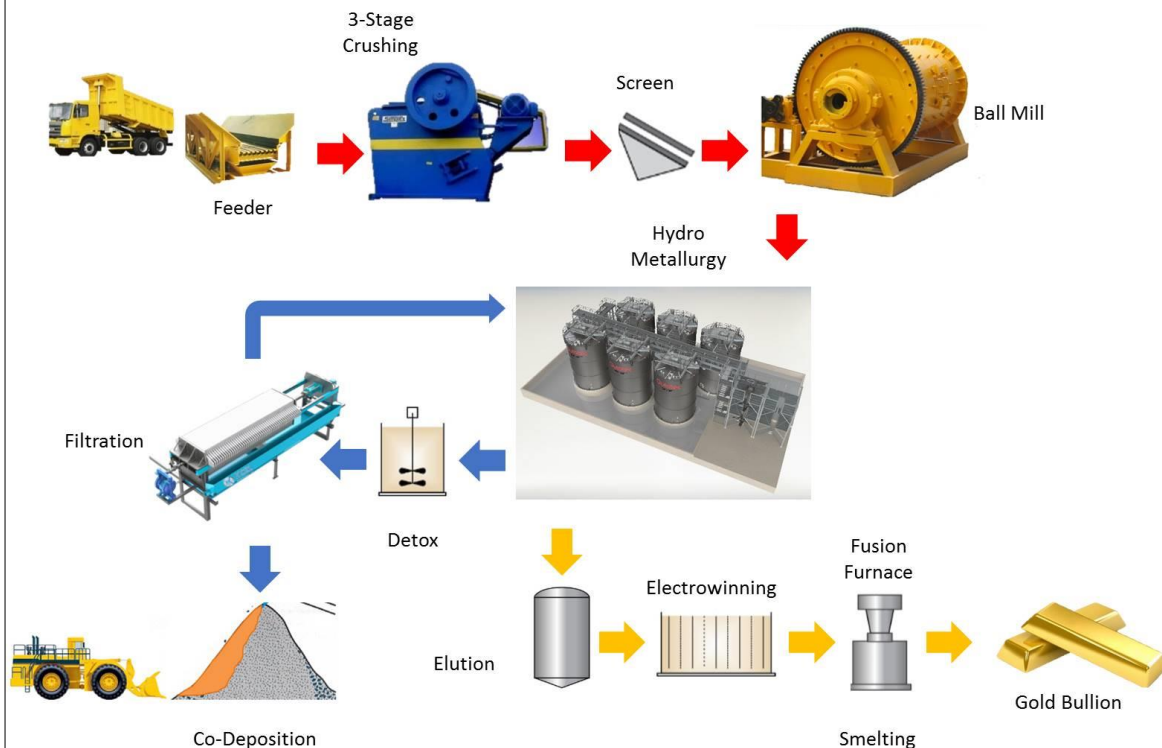 3-Stage
Crushing
Screen
Ball Mill
Feeder
Hydro
Metallurgy
Filtration
Detox
Fusion
Furnace
Electrowinning
Elution
Gold Bullion
Co-Deposition
Smelting